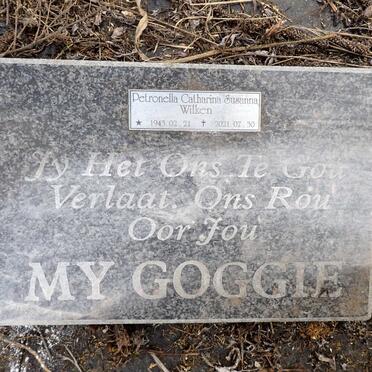 Petronella Catharina Susanna
Wilken
★ 1943. 02. 21 ✝ 2021. 07. 30
Jy Het Ons Te Gou
Verlaat. Ons Rou
Oor Jou
MY GOGGIE